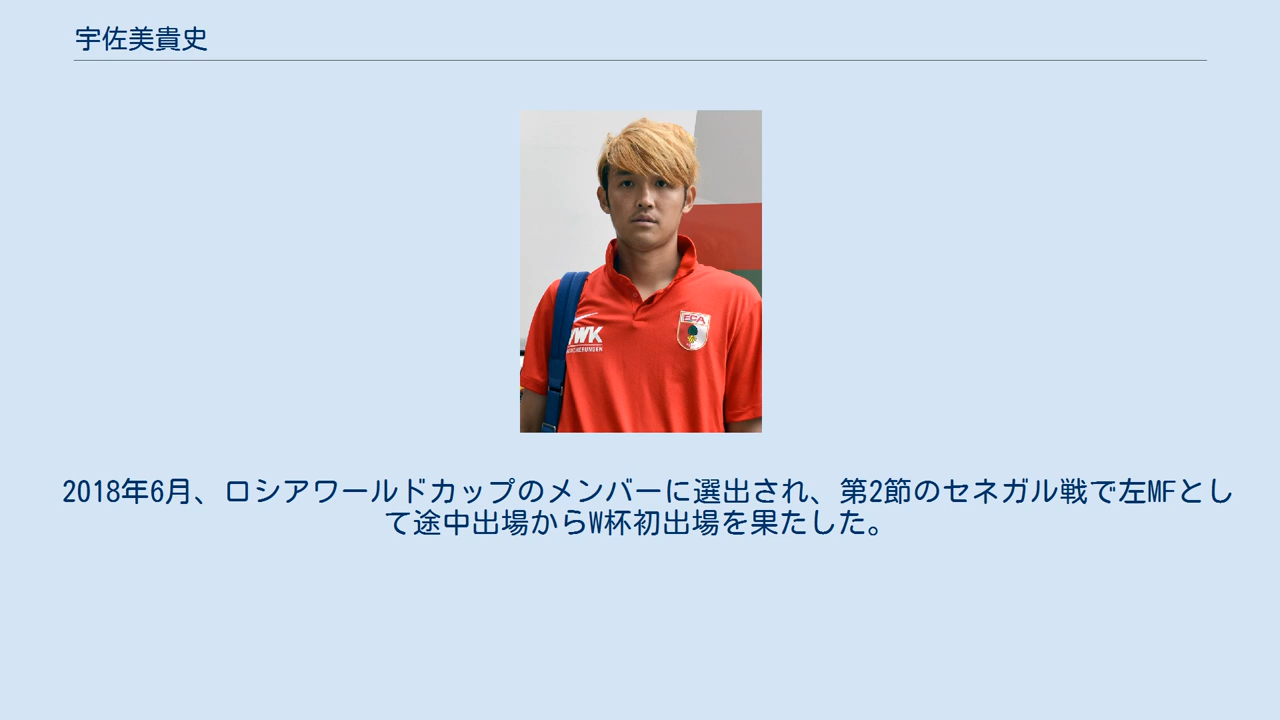 宇佐美貴史
WWK
FCA
2018年6月、ロシアワールドカップのメンバーに選出され、第2節のセネガル戦で左MFとし
て途中出場からW杯初出場を果たした。